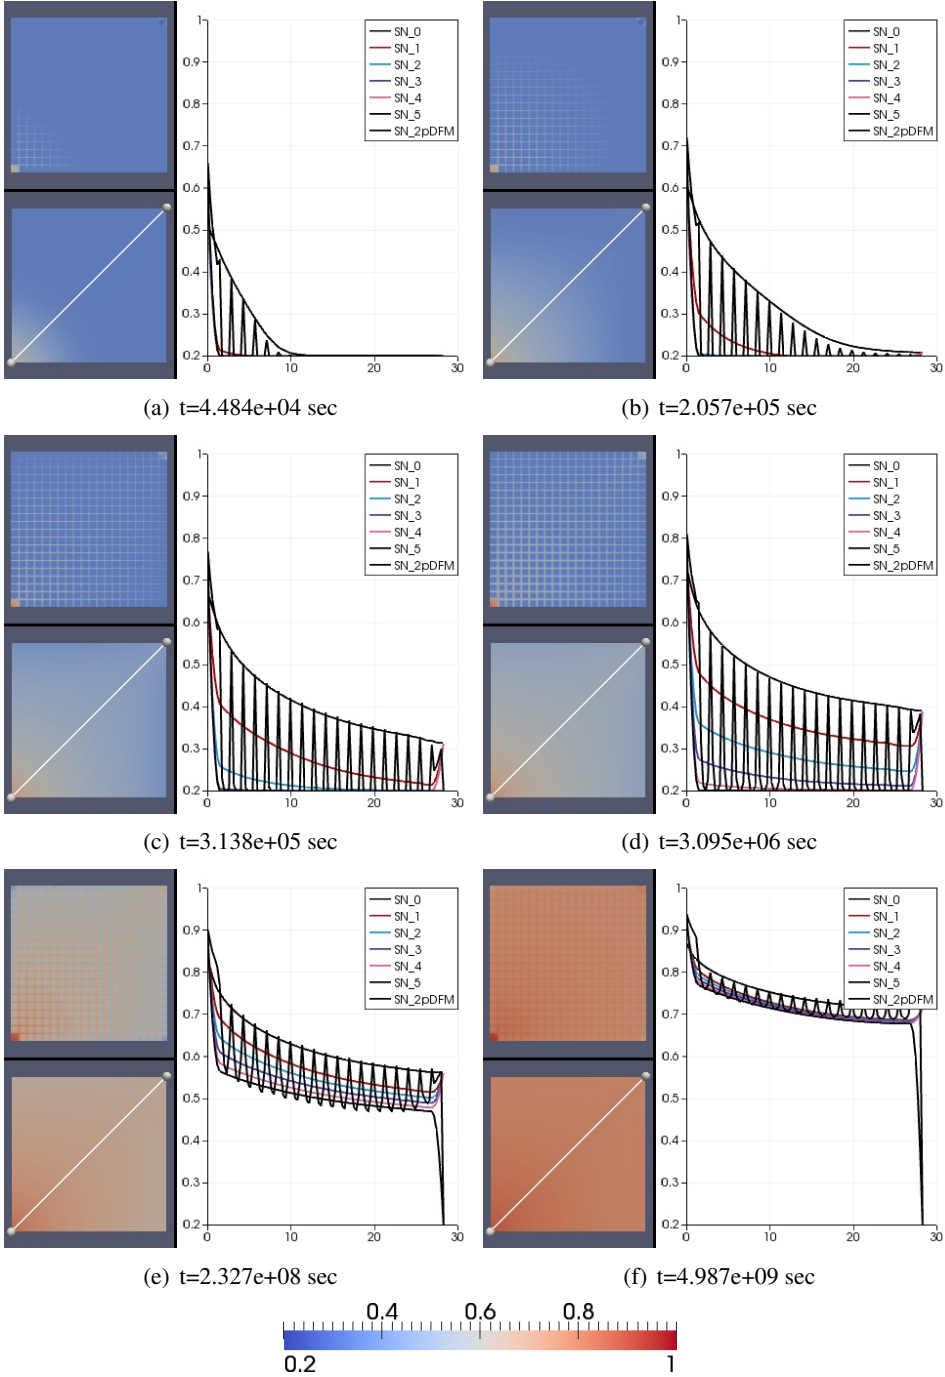 1
0.9
0.8
0.7
0.6
0.5
0.4
0.3
0.2
0 10 20 30
SN_0
SN_1
SN_2
SN_3
SN_4
SN_5
SN_2pDFM
(a) t=4.484e+04 sec
1
0.9
0.8
0.7
0.6
0.5
0.4
0.3
0.2
0 10 20 30
SN_0
SN_1
SN_2
SN_3
SN_4
SN_5
SN_2pDFM
(b) t=2.057e+05 sec
1
0.9
0.8
0.7
0.6
0.5
0.4
0.3
0.2
0 10 20 30
SN_0
SN_1
SN_2
SN_3
SN_4
SN_5
SN_2pDFM
(c) t=3.138e+05 sec
1
0.9
0.8
0.7
0.6
0.5
0.4
0.3
0.2
0 10 20 30
SN_0
SN_1
SN_2
SN_3
SN_4
SN_5
SN_2pDFM
(d) t=3.095e+06 sec
1
0.9
0.8
0.7
0.6
0.5
0.4
0.3
0.2
0 10 20 30
SN_0
SN_1
SN_2
SN_3
SN_4
SN_5
SN_2pDFM
(e) t=2.327e+08 sec
1
0.9
0.8
0.7
0.6
0.5
0.4
0.3
0.2
0 10 20 30
SN_0
SN_1
SN_2
SN_3
SN_4
SN_5
SN_2pDFM
(f) t=4.987e+09 sec
0.4 0.6 0.8
0.2 1